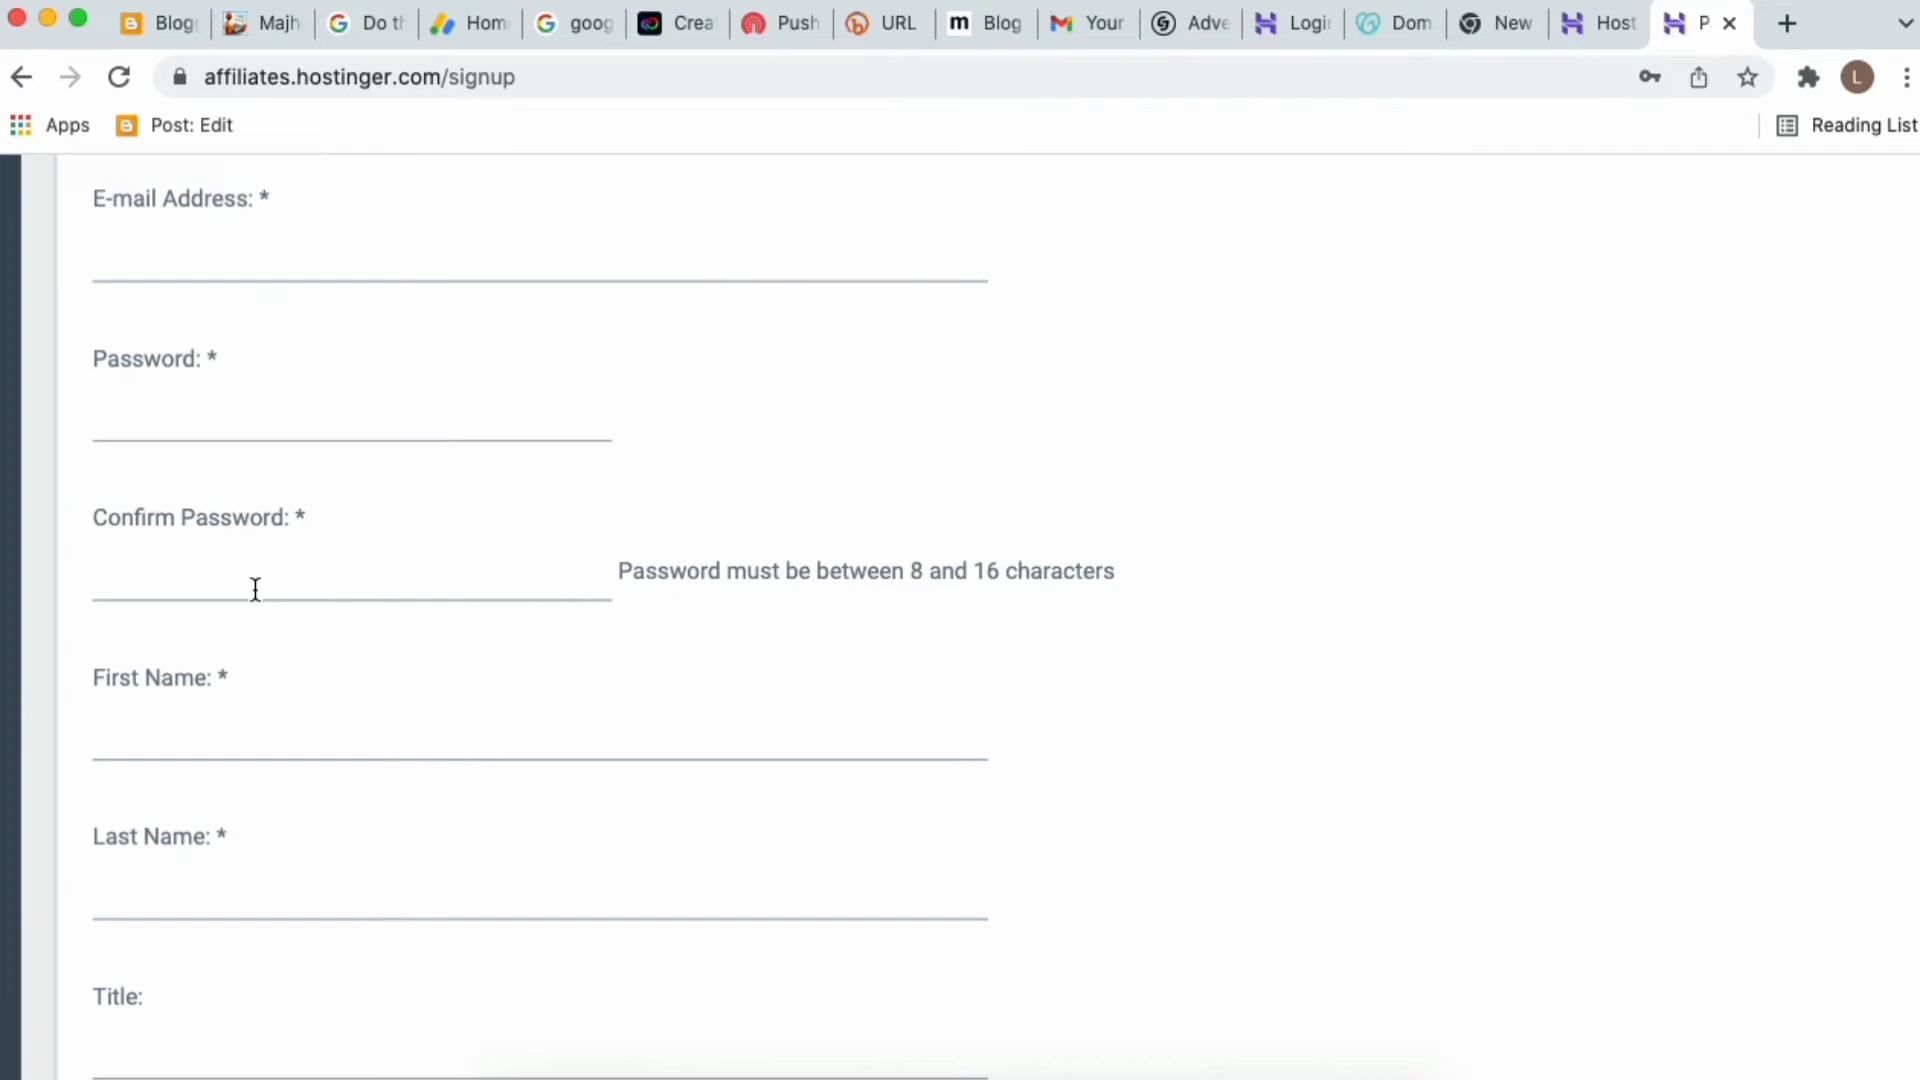 Blog Majh Do th Hom goog Crea Push URL m Blog Your Adve Logi Dom New Host P
affiliates.hostinger.com/signup
L
Apps Post: Edit Reading List
E-mail Address: *
Password: *
Confirm Password: *
Password must be between 8 and 16 characters
First Name: *
Last Name: *
Title: